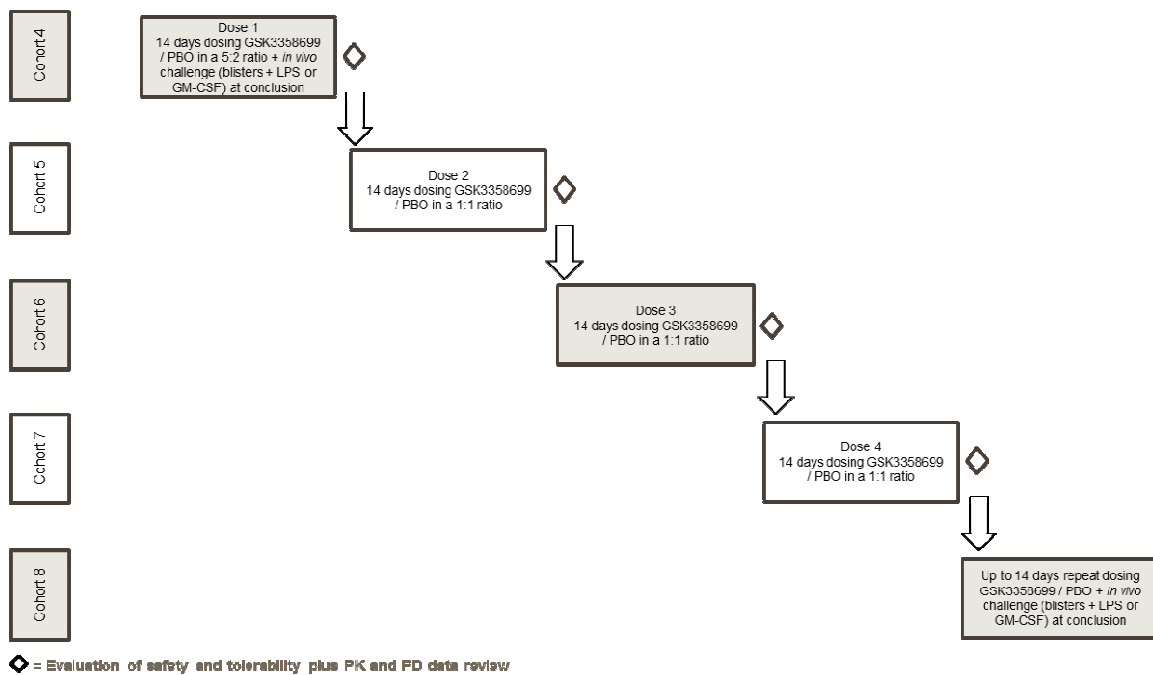 Cohort 4
Dose 1
14 days dosing GSK3358699
/ PBO in a 5:2 ratio + in vivo
challenge (blisters + LPS or
GM-CSF) at conclusion
Cohort 5
Dose 2
14 days dosing GSK3358699
/ PBO in a 1:1 ratio
Cohort 6
Dose 3
14 days dosing GSK3358699
/ PBO in a 1:1 ratio
Cohort 7
Dose 4
14 days dosing GSK3358699
/ PBO in a 1:1 ratio
Cohort 8
Up to 14 days repeat dosing
GSK3358699 / PBO + in vivo
challenge (blisters + LPS or
GM-CSF) at conclusion
= Evaluation of safety and tolerability plus PK and PD data review